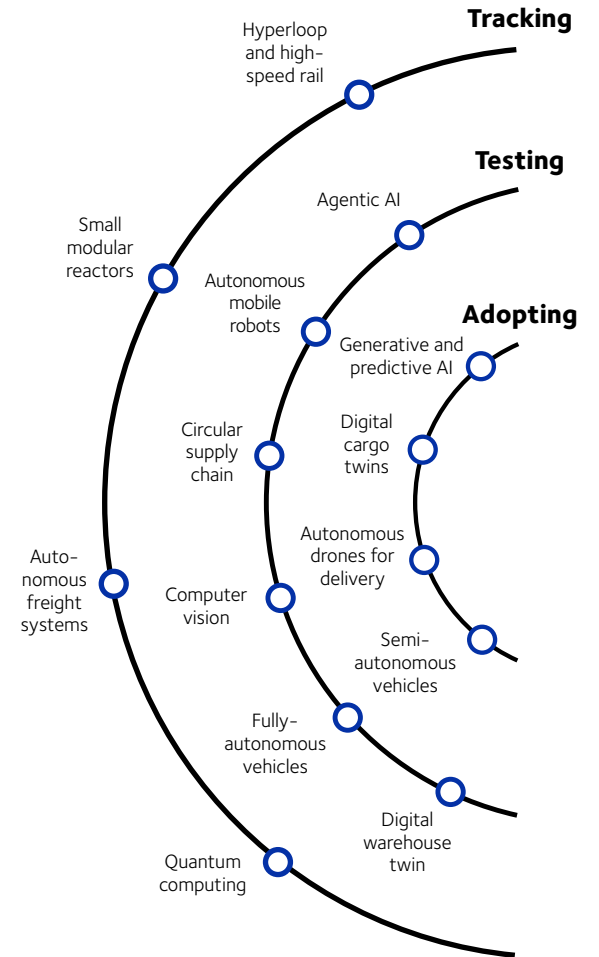 Tracking
Hyperloop
and high-
speed rail
Small
modular
reactors
Auto-
nomous
freight
systems
Quantum
computing
Testing
Agentic AI
Autonomous
mobile
robots
Circular
supply
chain
Computer
vision
Fully-
autonomous
vehicles
Digital
warehouse
twin
Adopting
Generative and
predictive AI
Digital
cargo
twins
Autonomous
drones for
delivery
Semi-
autonomous
vehicles